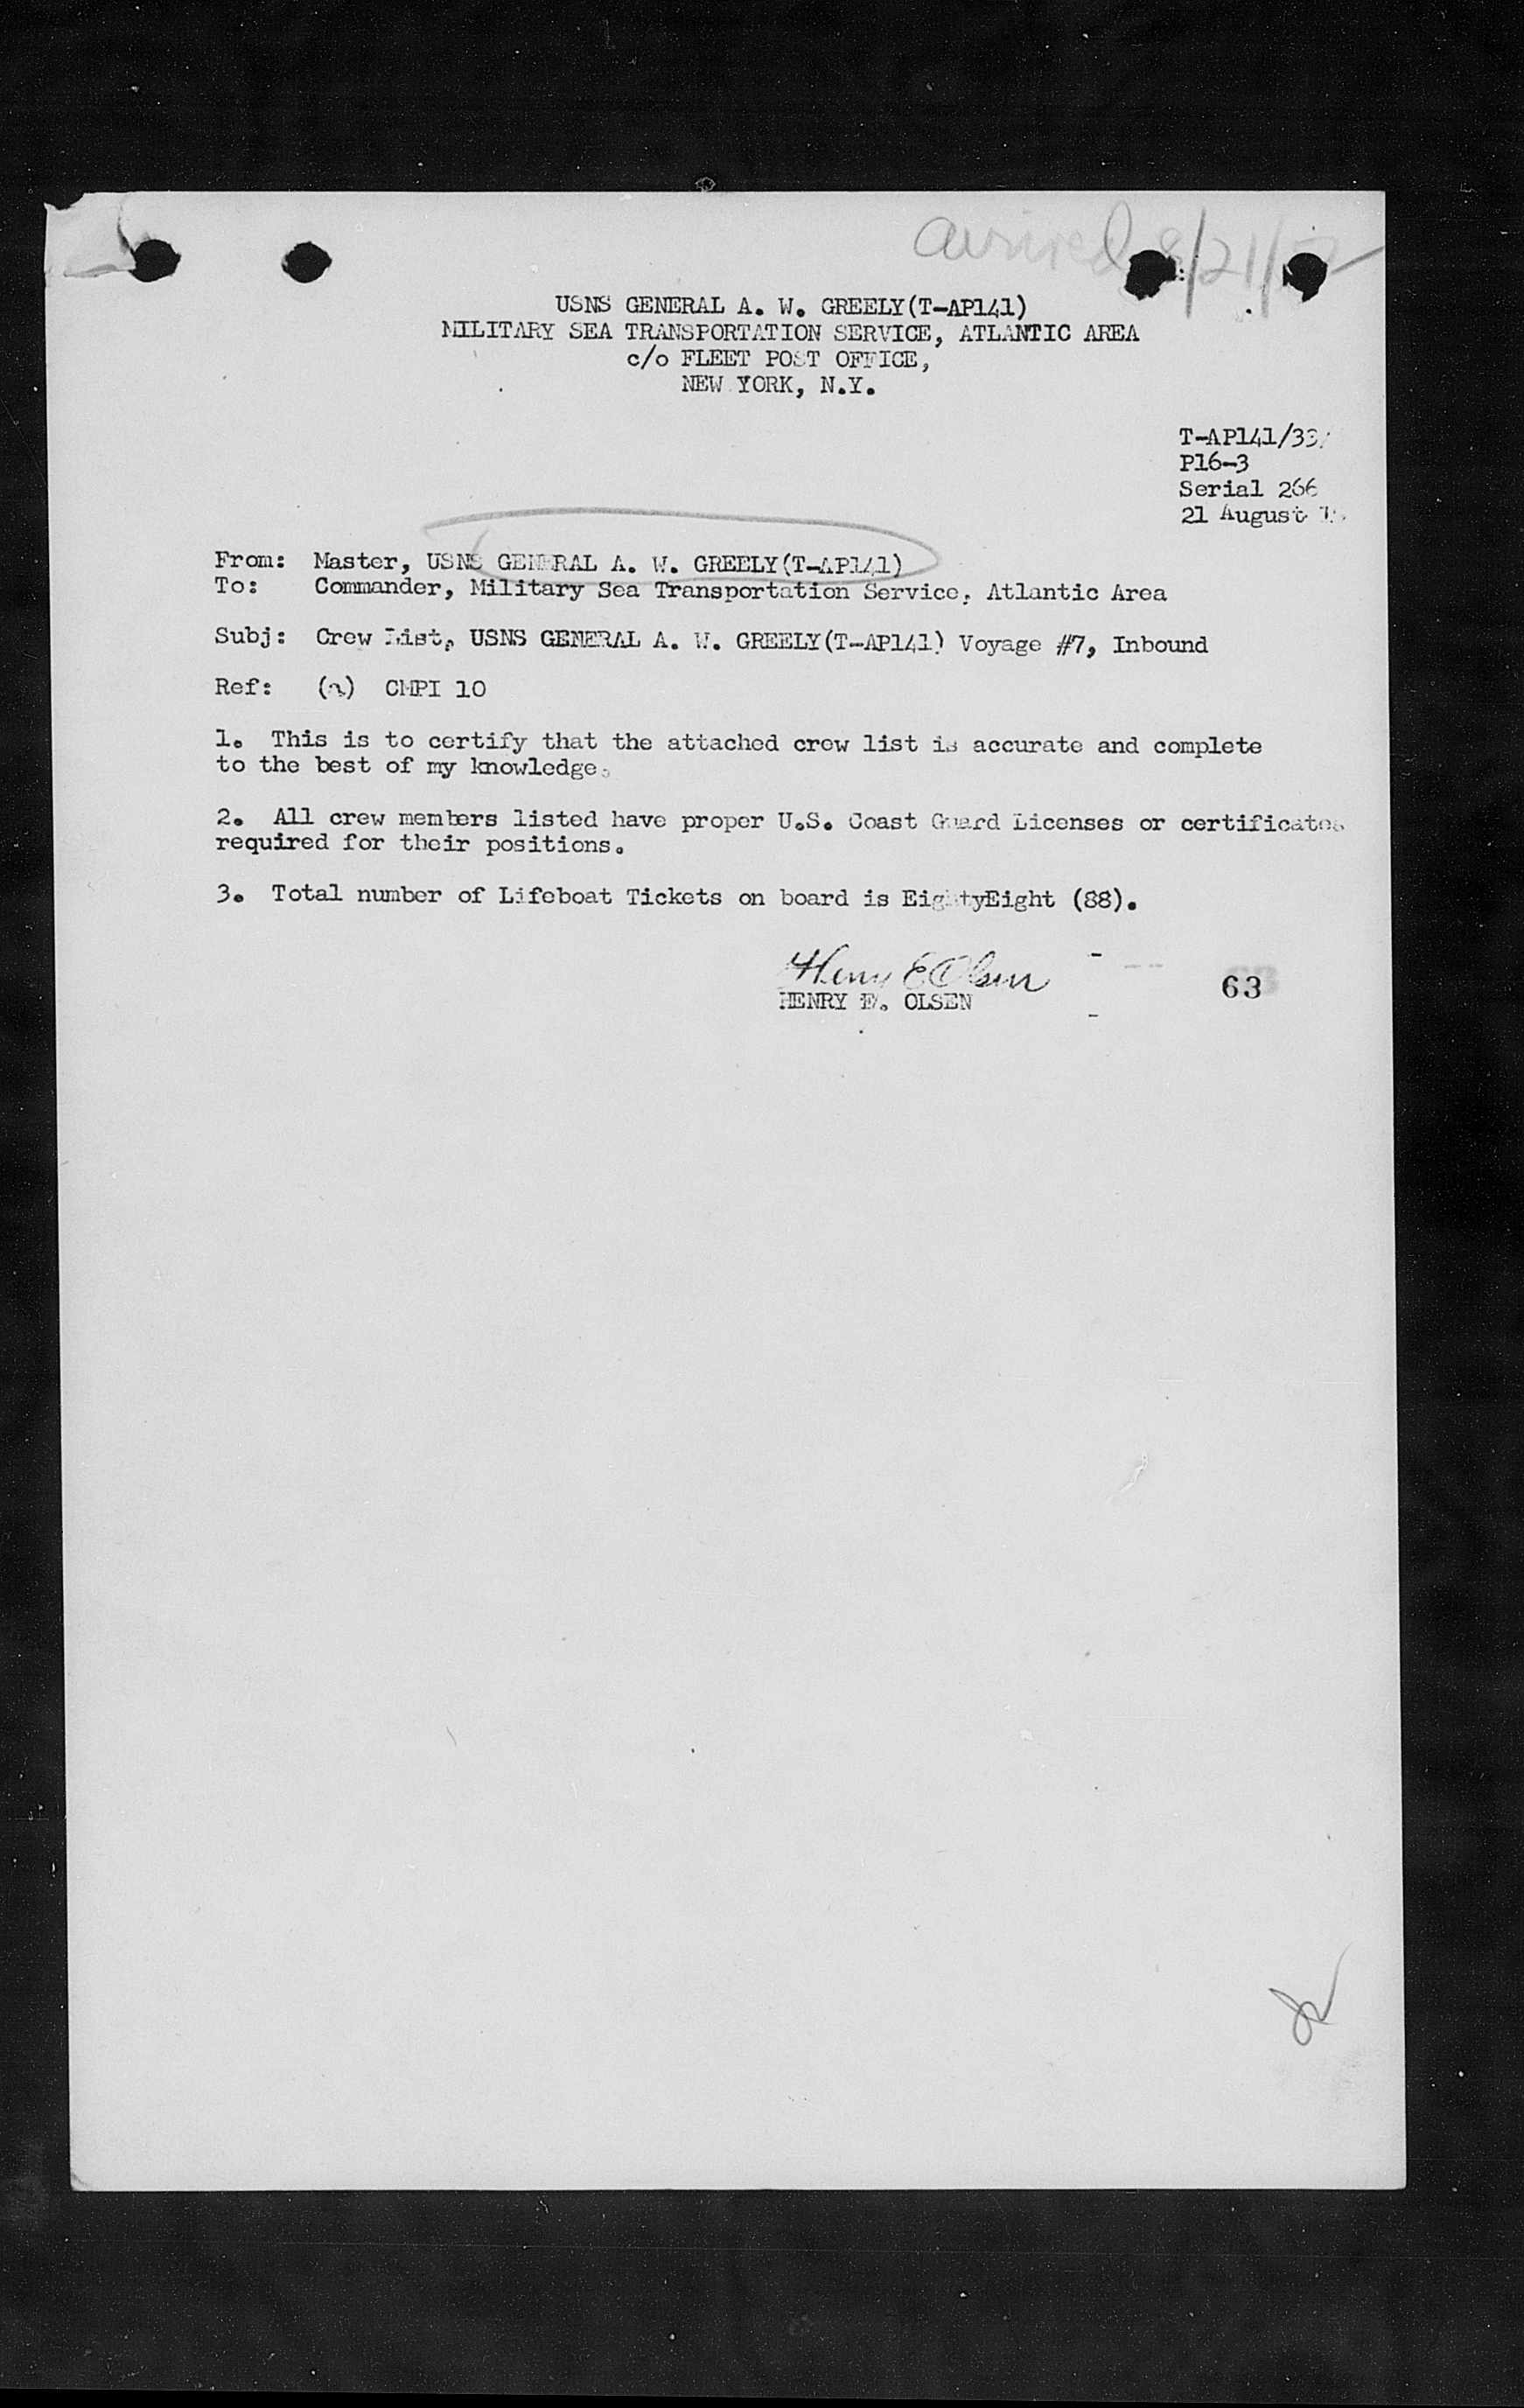 arrived 8/21/52
USNS GENERAL A. W. GREELY(T-AP141)
MILITARY SEA TRANSPORTATION SERVICE, ATLANTIC AREA
c/o FLEET POST OFFICE,
NEW YORK, N.Y.
T-AP141/33/
P16-3
Serial 266
21 August
From: Master, USNS GENERAL A. W. GREELY(T-AP141)
To: Commander, Military Sea Transportation Service, Atlantic Area
Subj: Crew List, USNS GENERAL A. W. GREELY(T-AP141) Voyage #7, Inbound
Ref: (a) CMPI 10
1. This is to certify that the attached crew list is accurate and complete
to the best of my knowledge.
2. All crew members listed have proper U.S. Coast Guard Licenses or certificates
required for their positions.
3. Total number of Lifeboat Tickets on board is EightyEight (88).
Henry E Olsen
HENRY E. OLSEN
63